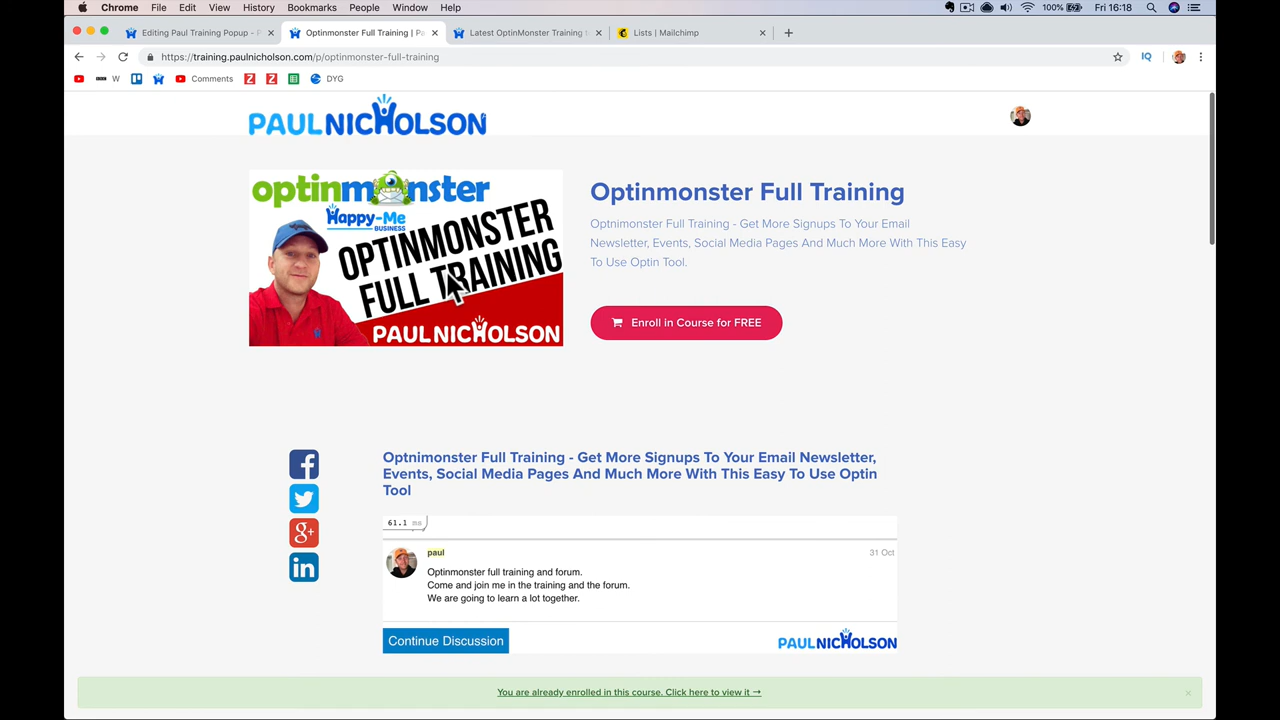 Chrome File Edit View History Bookmarks People Window Help 100% Fri 16:18
Editing Paul Training Popup - P
Optinmonster Full Training | Pa
Latest OptinMonster Training t
Lists | Mailchimp
https://training.paulnicholson.com/p/optinmonster-full-training
IQ
W
Comments
DYG
PAULNICHOLSON
optinmonster
Happy-Me
BUSINESS
OPTINMONSTER
FULL TRAINING
PAULNICHOLSON
Optinmonster Full Training
Optnimonster Full Training - Get More Signups To Your Email
Newsletter, Events, Social Media Pages And Much More With This Easy
To Use Optin Tool.
Enroll in Course for FREE
Optnimonster Full Training - Get More Signups To Your Email Newsletter,
Events, Social Media Pages And Much More With This Easy To Use Optin
Tool
61.1 ms
paul
31 Oct
Optinmonster full training and forum.
Come and join me in the training and the forum.
We are going to learn a lot together.
Continue Discussion
PAULNICHOLSON
You are already enrolled in this course. Click here to view it →